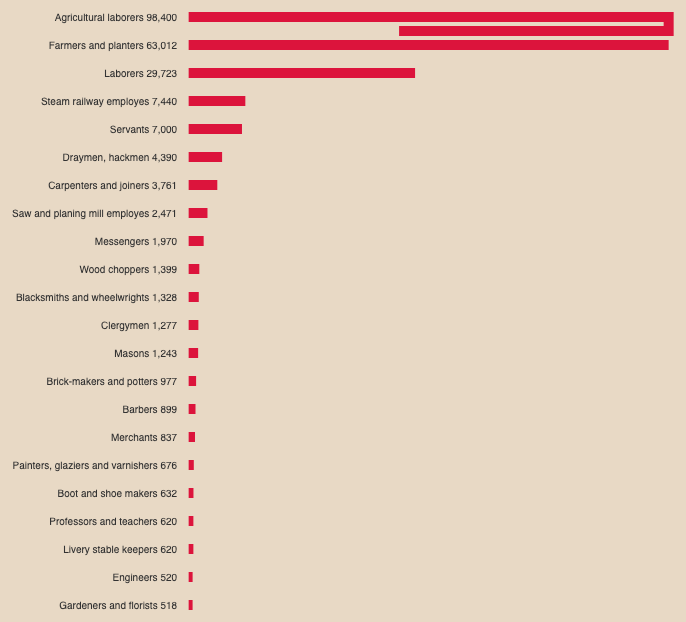 Agricultural laborers 98,400
Farmers and planters 63,012
Laborers 29,723
Steam railway employes 7,440
Servants 7,000
Draymen, hackmen 4,390
Carpenters and joiners 3,761
Saw and planing mill employes 2,471
Messengers 1,970
Wood choppers 1,399
Blacksmiths and wheelwrights 1,328
Clergymen 1,277
Masons 1,243
Brick-makers and potters 977
Barbers 899
Merchants 837
Painters, glaziers and varnishers 676
Boot and shoe makers 632
Professors and teachers 620
Livery stable keepers 620
Engineers 520
Gardeners and florists 518